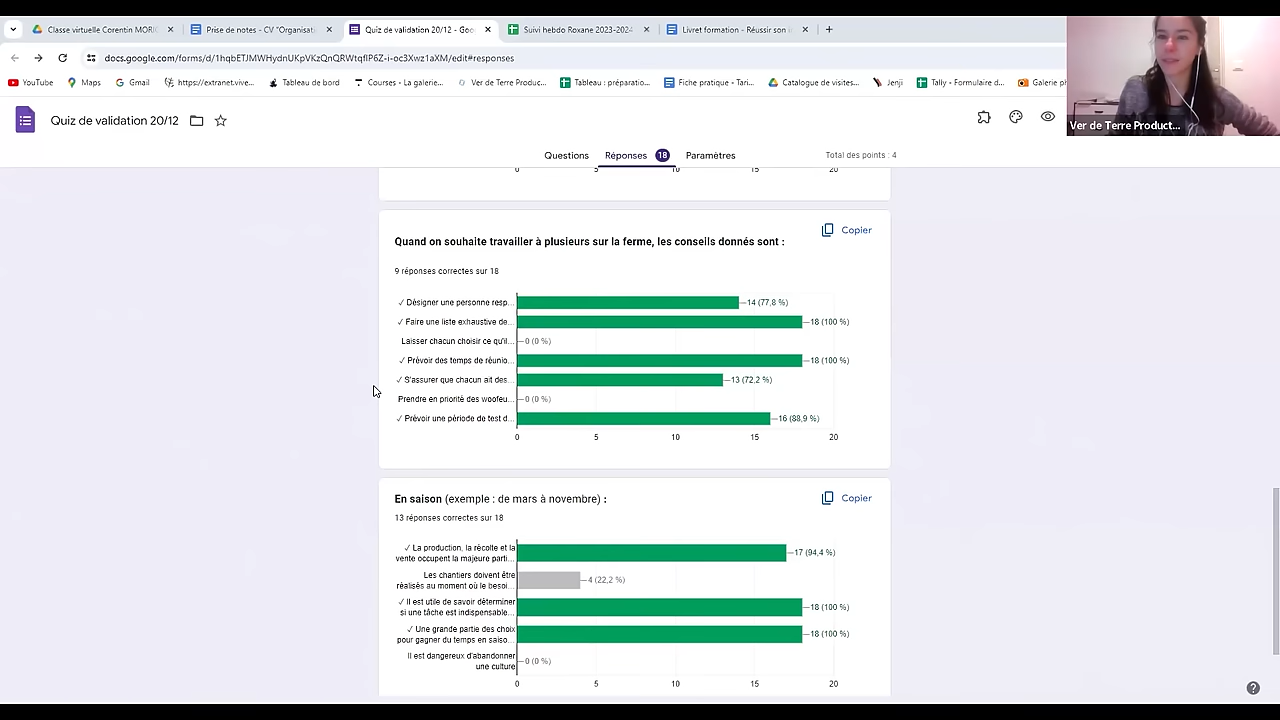 Classe virtuelle Corentin MORI
Prise de notes - CV "Organisati
Quiz de validation 20/12 - Goo
Suivi hebdo Roxane 2023-2024
Livret formation - Réussir son i
docs.google.com/forms/d/1hqbETJMWHydnUKpVKzQnQRWtqflP6Z-i-oc3Xwz1aXM/edit#responses
YouTube
Maps
Gmail
https://extranet.vive...
Tableau de bord
Courses - La galerie...
Ver de Terre Produc...
Tableau : préparatio...
Fiche pratique - Tari...
Catalogue de visites...
Jenji
Tally - Formulaire d...
Galerie ph
Ver de Terre Product...
Quiz de validation 20/12
Questions
Réponses 18
Paramètres
Total des points : 4
0 5 10 15 20
Copier
Quand on souhaite travailler à plusieurs sur la ferme, les conseils donnés sont :
9 réponses correctes sur 18
✓ Désigner une personne resp... 14 (77,8 %)
✓ Faire une liste exhaustive de... 18 (100 %)
Laisser chacun choisir ce qu'il... 0 (0 %)
✓ Prévoir des temps de réunio... 18 (100 %)
✓ S'assurer que chacun ait des... 13 (72,2 %)
Prendre en priorité des woofeu... 0 (0 %)
✓ Prévoir une période de test d... 16 (88,9 %)
0 5 10 15 20
Copier
En saison (exemple : de mars à novembre) :
13 réponses correctes sur 18
✓ La production, la récolte et la
vente occupent la majeure parti... 17 (94,4 %)
Les chantiers doivent être
réalisés au moment où le besoi... 4 (22,2 %)
✓ Il est utile de savoir déterminer
si une tâche est indispensable... 18 (100 %)
✓ Une grande partie des choix
pour gagner du temps en saiso... 18 (100 %)
Il est dangereux d'abandonner
une culture 0 (0 %)
0 5 10 15 20